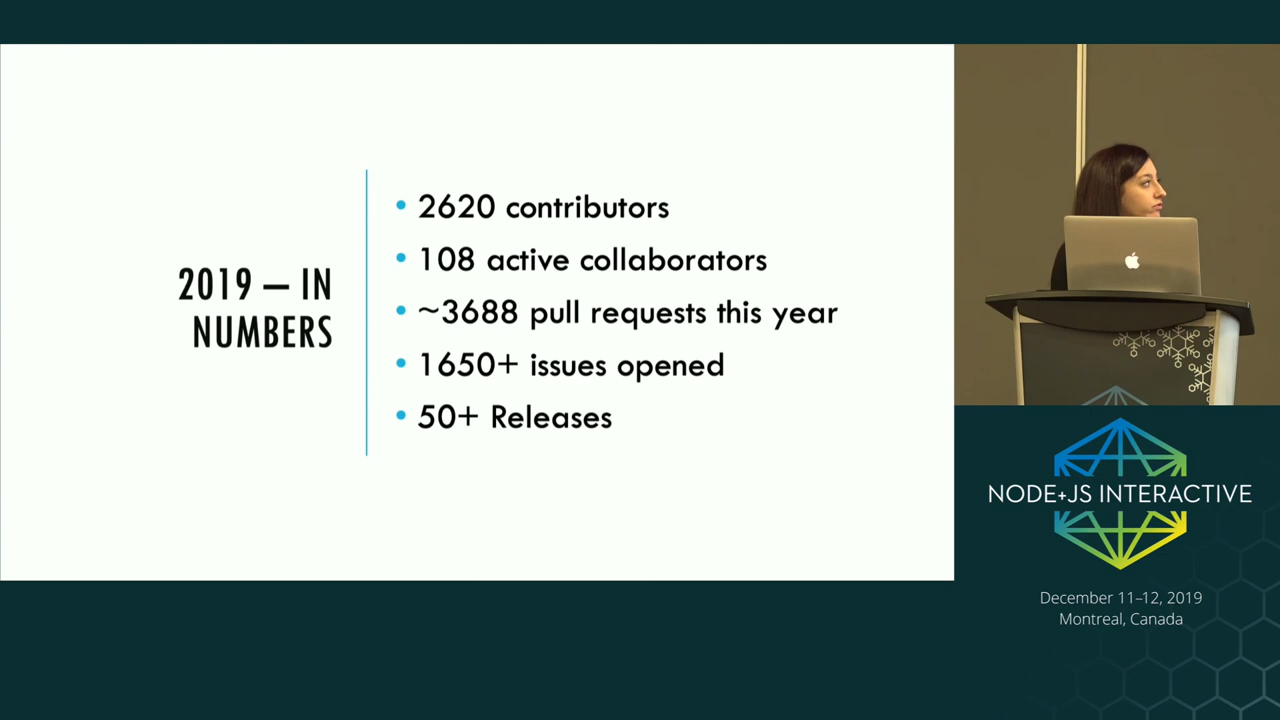 2019 – IN
NUMBERS
• 2620 contributors
• 108 active collaborators
• ~3688 pull requests this year
• 1650+ issues opened
• 50+ Releases
NODE+JS INTERACTIVE
December 11–12, 2019
Montreal, Canada